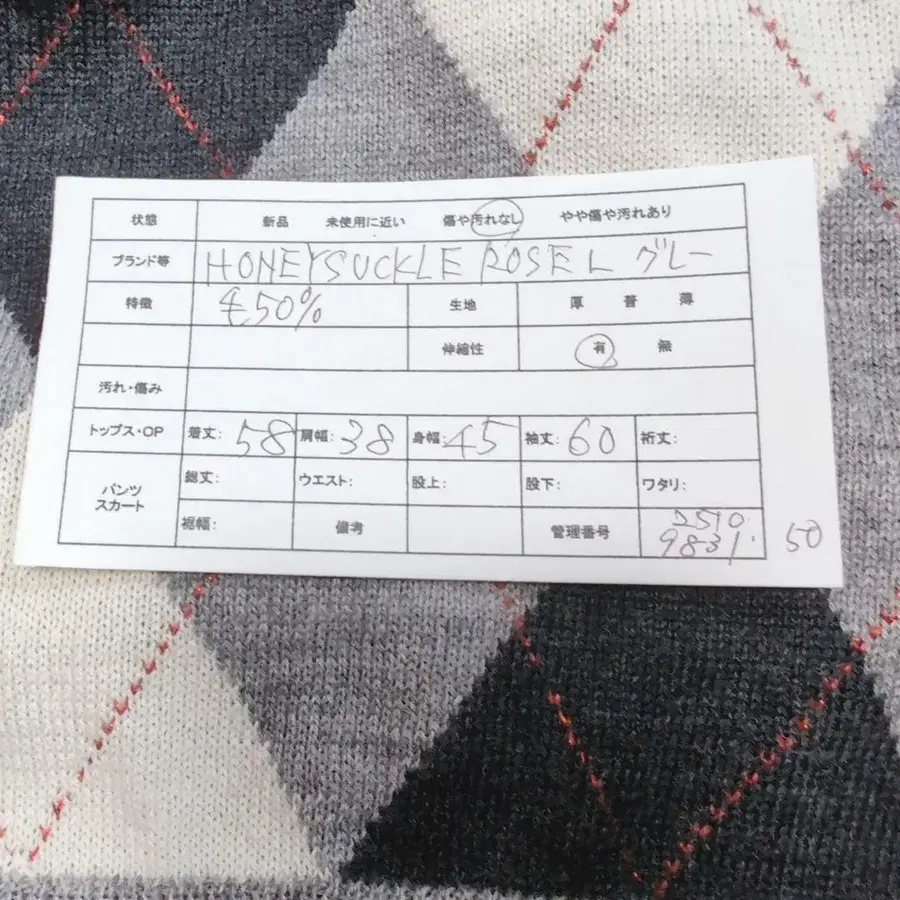 状態 新品 未使用に近い 傷や汚れなし やや傷や汚れあり
ブランド等 HONEYSUCKLE ROSE L グレー
特徴 毛50% 生地 厚 普 薄
伸縮性 有 無
汚れ・傷み
トップス・OP 着丈: 58 肩幅: 38 身幅: 45 袖丈: 60 裄丈:
パンツ スカート 総丈: ウエスト: 股上: 股下: ワタリ:
裾幅: 備考 管理番号 2510 9831 50